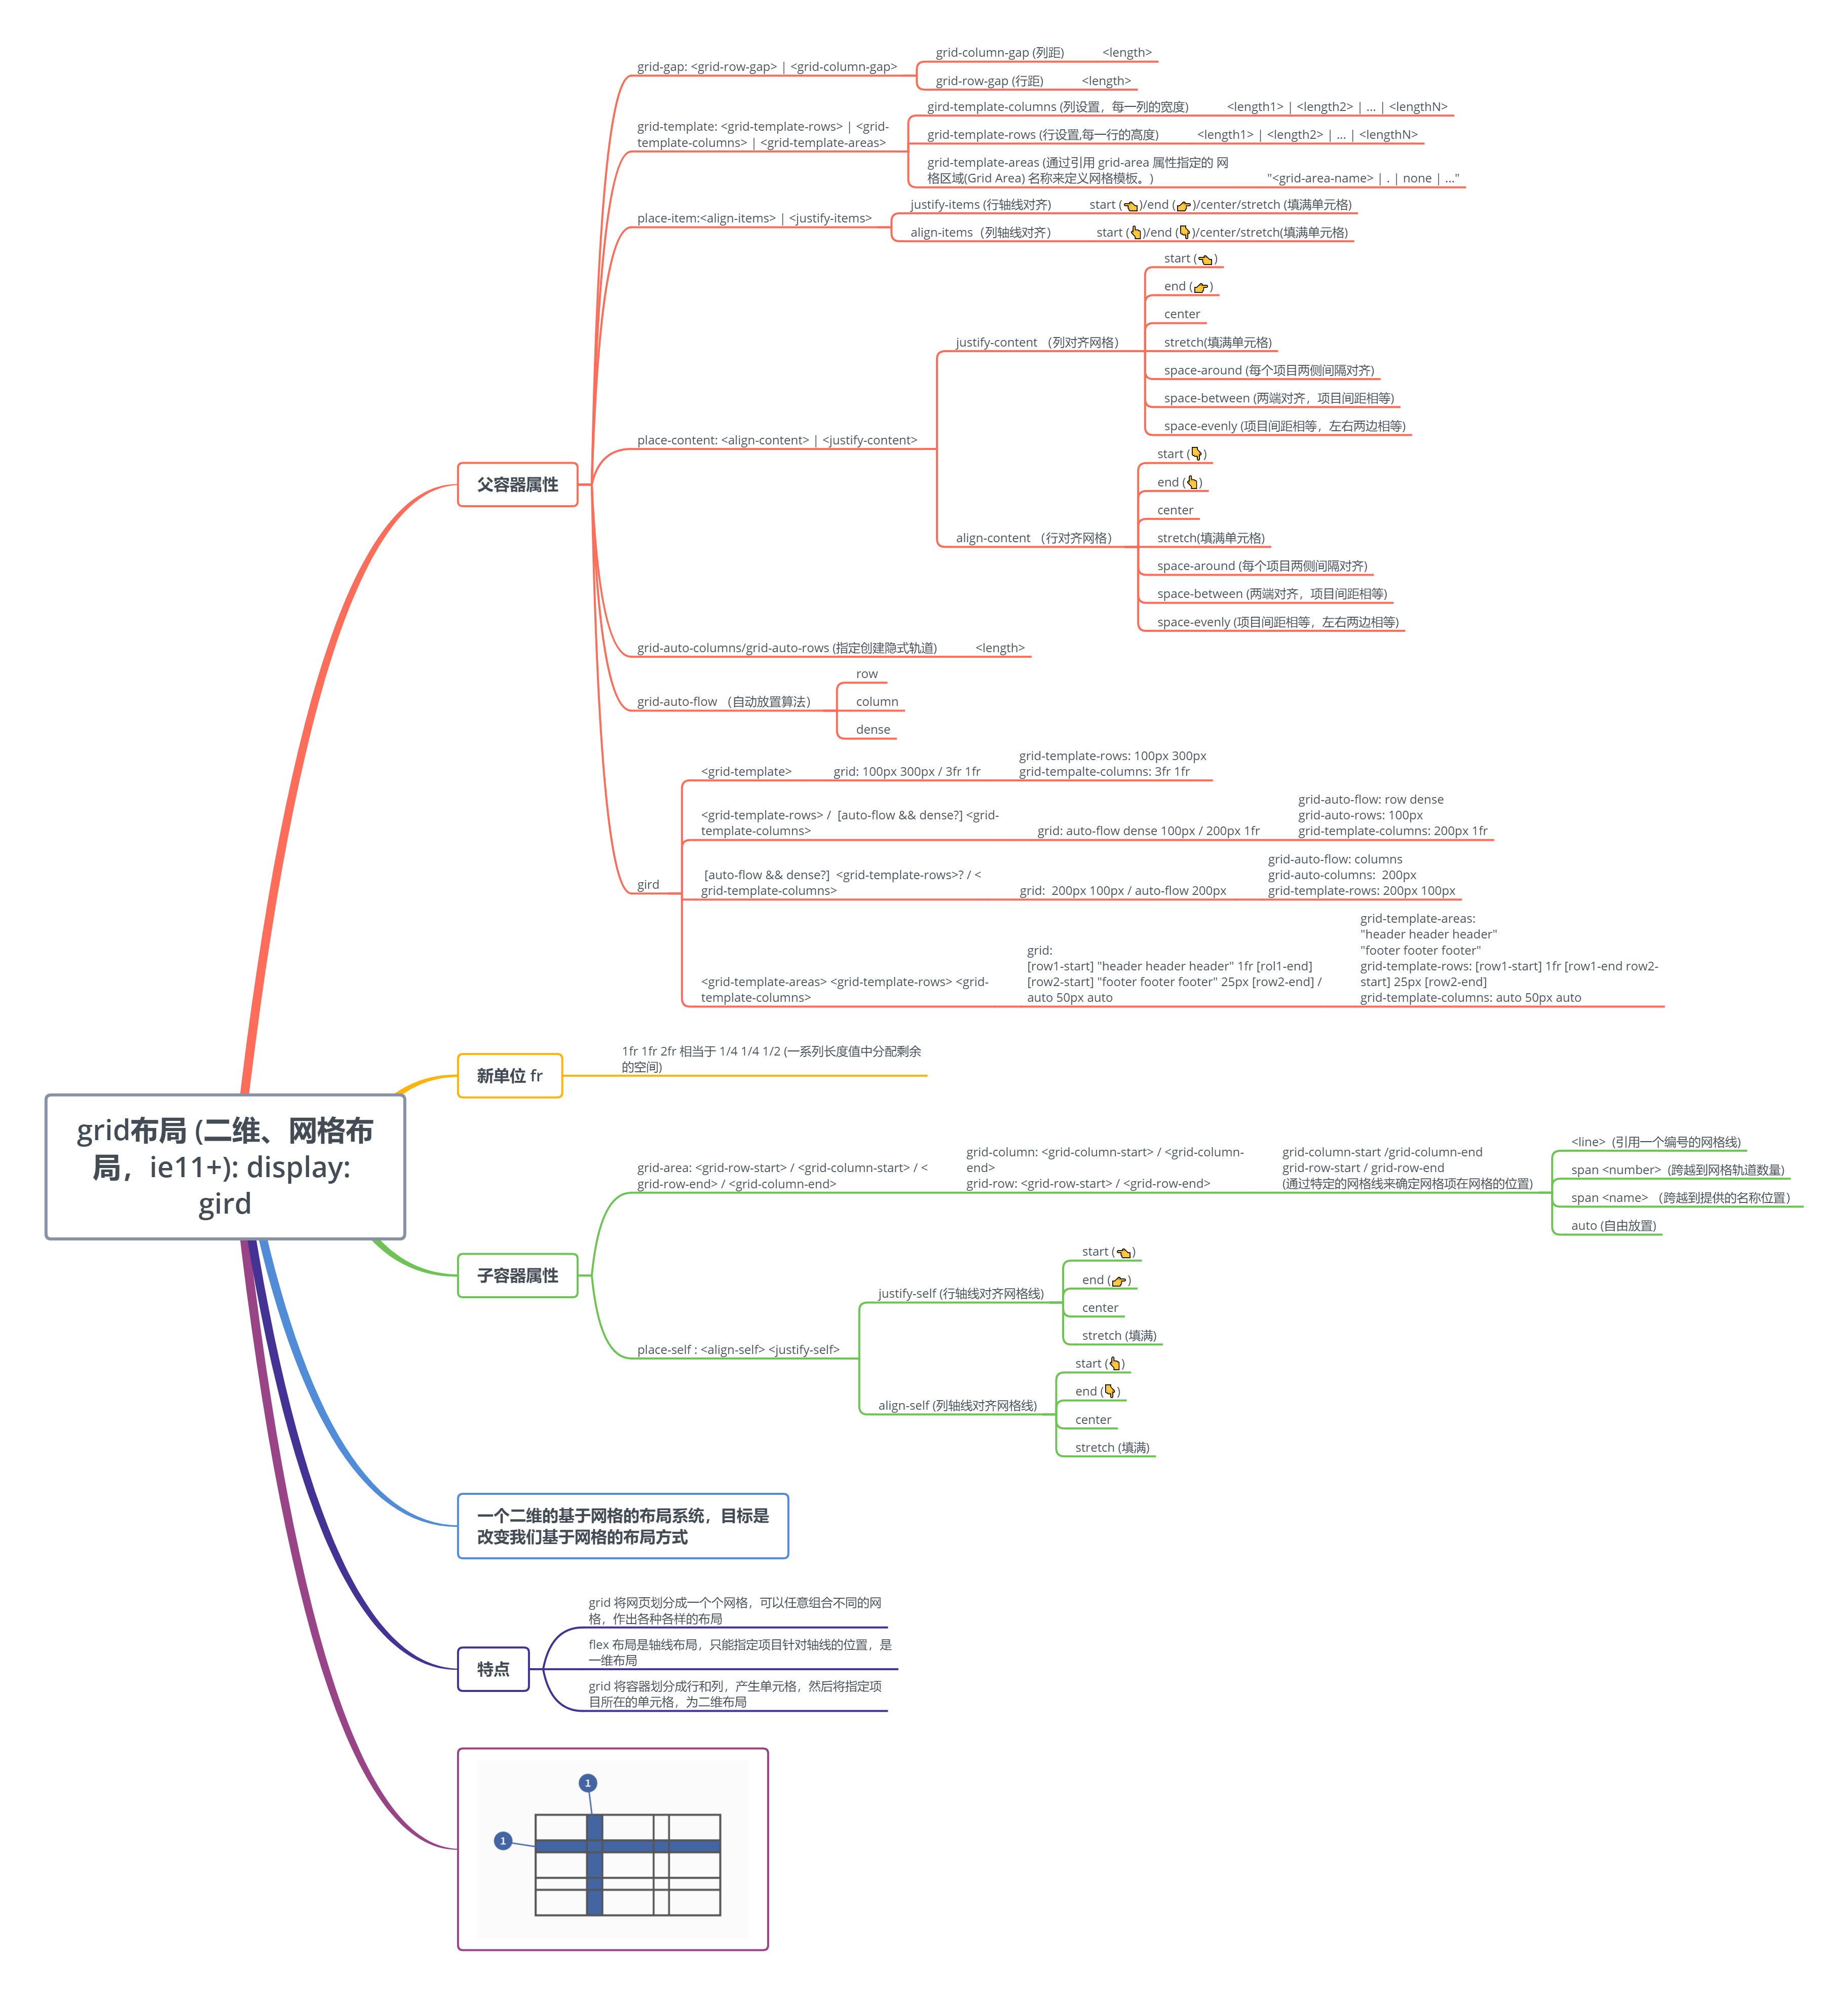 grid布局 (二维、网格布
局，ie11+): display:
gird
父容器属性
grid-gap: <grid-row-gap> | <grid-column-gap>
grid-column-gap (列距)
<length>
grid-row-gap (行距)
<length>
grid-template: <grid-template-rows> | <grid-
template-columns> | <grid-template-areas>
gird-template-columns (列设置，每一列的宽度)
<length1> | <length2> | ... | <lengthN>
grid-template-rows (行设置,每一行的高度)
<length1> | <length2> | ... | <lengthN>
grid-template-areas (通过引用 grid-area 属性指定的 网
格区域(Grid Area) 名称来定义网格模板。)
"<grid-area-name> | . | none | ..."
place-item:<align-items> | <justify-items>
justify-items (行轴线对齐)
start (👈)/end (👉)/center/stretch (填满单元格)
align-items（列轴线对齐）
start (👆)/end (👇)/center/stretch(填满单元格)
place-content: <align-content> | <justify-content>
justify-content （列对齐网格）
start (👈)
end (👉)
center
stretch(填满单元格)
space-around (每个项目两侧间隔对齐)
space-between (两端对齐，项目间距相等)
space-evenly (项目间距相等，左右两边相等)
align-content （行对齐网格）
start (👇)
end (👆)
center
stretch(填满单元格)
space-around (每个项目两侧间隔对齐)
space-between (两端对齐，项目间距相等)
space-evenly (项目间距相等，左右两边相等)
grid-auto-columns/grid-auto-rows (指定创建隐式轨道)
<length>
grid-auto-flow （自动放置算法）
row
column
dense
gird
<grid-template>
grid: 100px 300px / 3fr 1fr
grid-template-rows: 100px 300px
grid-tempalte-columns: 3fr 1fr
<grid-template-rows> /  [auto-flow && dense?] <grid-
template-columns>
grid: auto-flow dense 100px / 200px 1fr
grid-auto-flow: row dense
grid-auto-rows: 100px
grid-template-columns: 200px 1fr
[auto-flow && dense?]  <grid-template-rows>? / <
grid-template-columns>
grid:  200px 100px / auto-flow 200px
grid-auto-flow: columns
grid-auto-columns:  200px
grid-template-rows: 200px 100px
<grid-template-areas> <grid-template-rows> <grid-
template-columns>
grid:
[row1-start] "header header header" 1fr [rol1-end]
[row2-start] "footer footer footer" 25px [row2-end] /
auto 50px auto
grid-template-areas:
"header header header"
"footer footer footer"
grid-template-rows: [row1-start] 1fr [row1-end row2-
start] 25px [row2-end]
grid-template-columns: auto 50px auto
新单位 fr
1fr 1fr 2fr 相当于 1/4 1/4 1/2 (一系列长度值中分配剩余
的空间)
子容器属性
grid-area: <grid-row-start> / <grid-column-start> / <
grid-row-end> / <grid-column-end>
grid-column: <grid-column-start> / <grid-column-
end>
grid-row: <grid-row-start> / <grid-row-end>
grid-column-start /grid-column-end
grid-row-start / grid-row-end
(通过特定的网格线来确定网格项在网格的位置)
<line>  (引用一个编号的网格线)
span <number>  (跨越到网格轨道数量)
span <name> （跨越到提供的名称位置）
auto (自由放置)
place-self : <align-self> <justify-self>
justify-self (行轴线对齐网格线)
start (👈)
end (👉)
center
stretch (填满)
align-self (列轴线对齐网格线)
start (👆)
end (👇)
center
stretch (填满)
一个二维的基于网格的布局系统，目标是
改变我们基于网格的布局方式
特点
grid 将网页划分成一个个网格，可以任意组合不同的网
格，作出各种各样的布局
flex 布局是轴线布局，只能指定项目针对轴线的位置，是
一维布局
grid 将容器划分成行和列，产生单元格，然后将指定项
目所在的单元格，为二维布局
1
1